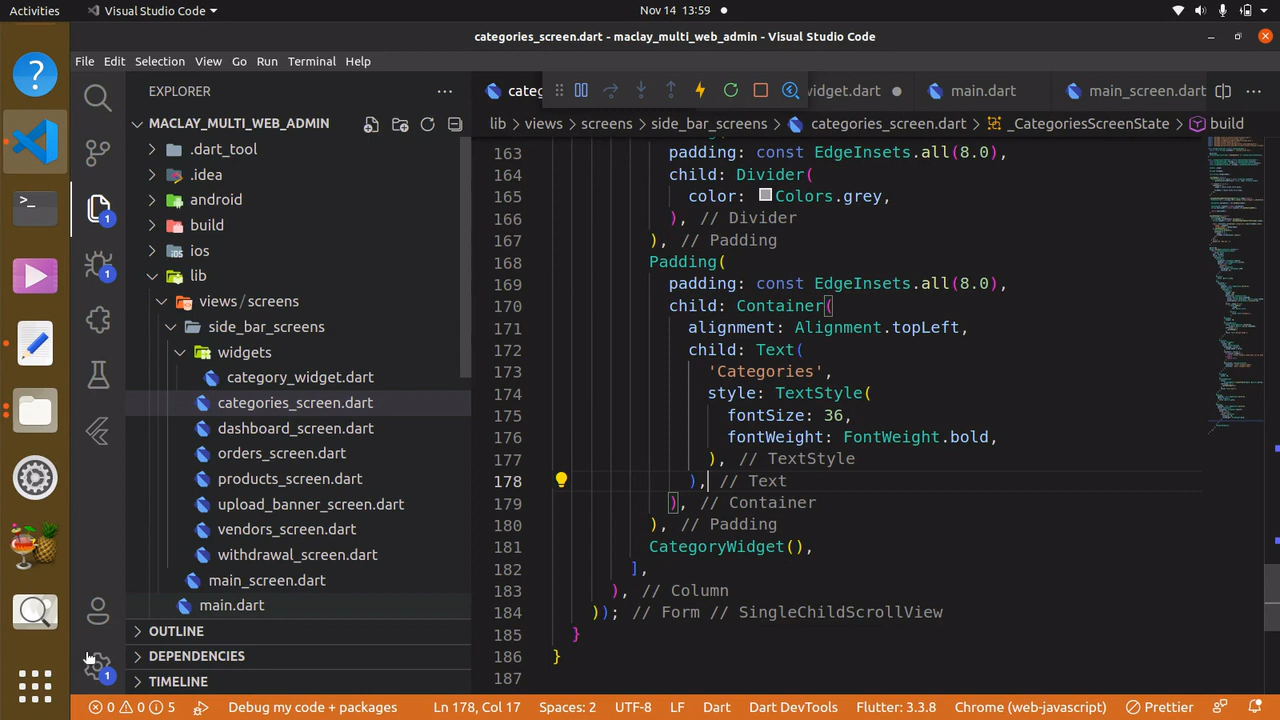 Activities
Visual Studio Code
Nov 14 13:59
categories_screen.dart - maclay_multi_web_admin - Visual Studio Code
File Edit Selection View Go Run Terminal Help
EXPLORER
MACLAY_MULTI_WEB_ADMIN
.dart_tool
.idea
android
build
ios
lib
views/screens
side_bar_screens
widgets
category_widget.dart
categories_screen.dart
dashboard_screen.dart
orders_screen.dart
products_screen.dart
upload_banner_screen.dart
vendors_screen.dart
withdrawal_screen.dart
main_screen.dart
main.dart
OUTLINE
DEPENDENCIES
TIMELINE
1
1
1
categ
widget.dart
main.dart
main_screen.dart
lib > views > screens > side_bar_screens > categories_screen.dart > _CategoriesScreenState > build
163 padding: const EdgeInsets.all(8.0),
164 child: Divider(
165 color: Colors.grey,
166 ), // Divider
167 ), // Padding
168 Padding(
169 padding: const EdgeInsets.all(8.0),
170 child: Container(
171 alignment: Alignment.topLeft,
172 child: Text(
173 'Categories',
174 style: TextStyle(
175 fontSize: 36,
176 fontWeight: FontWeight.bold,
177 ), // TextStyle
178 ), // Text
179 ), // Container
180 ), // Padding
181 CategoryWidget(),
182 ],
183 ), // Column
184 )); // Form // SingleChildScrollView
185 }
186 }
187
0 0 5 Debug my code + packages Ln 178, Col 17 Spaces: 2 UTF-8 LF Dart Dart DevTools Flutter: 3.3.8 Chrome (web-javascript) Prettier